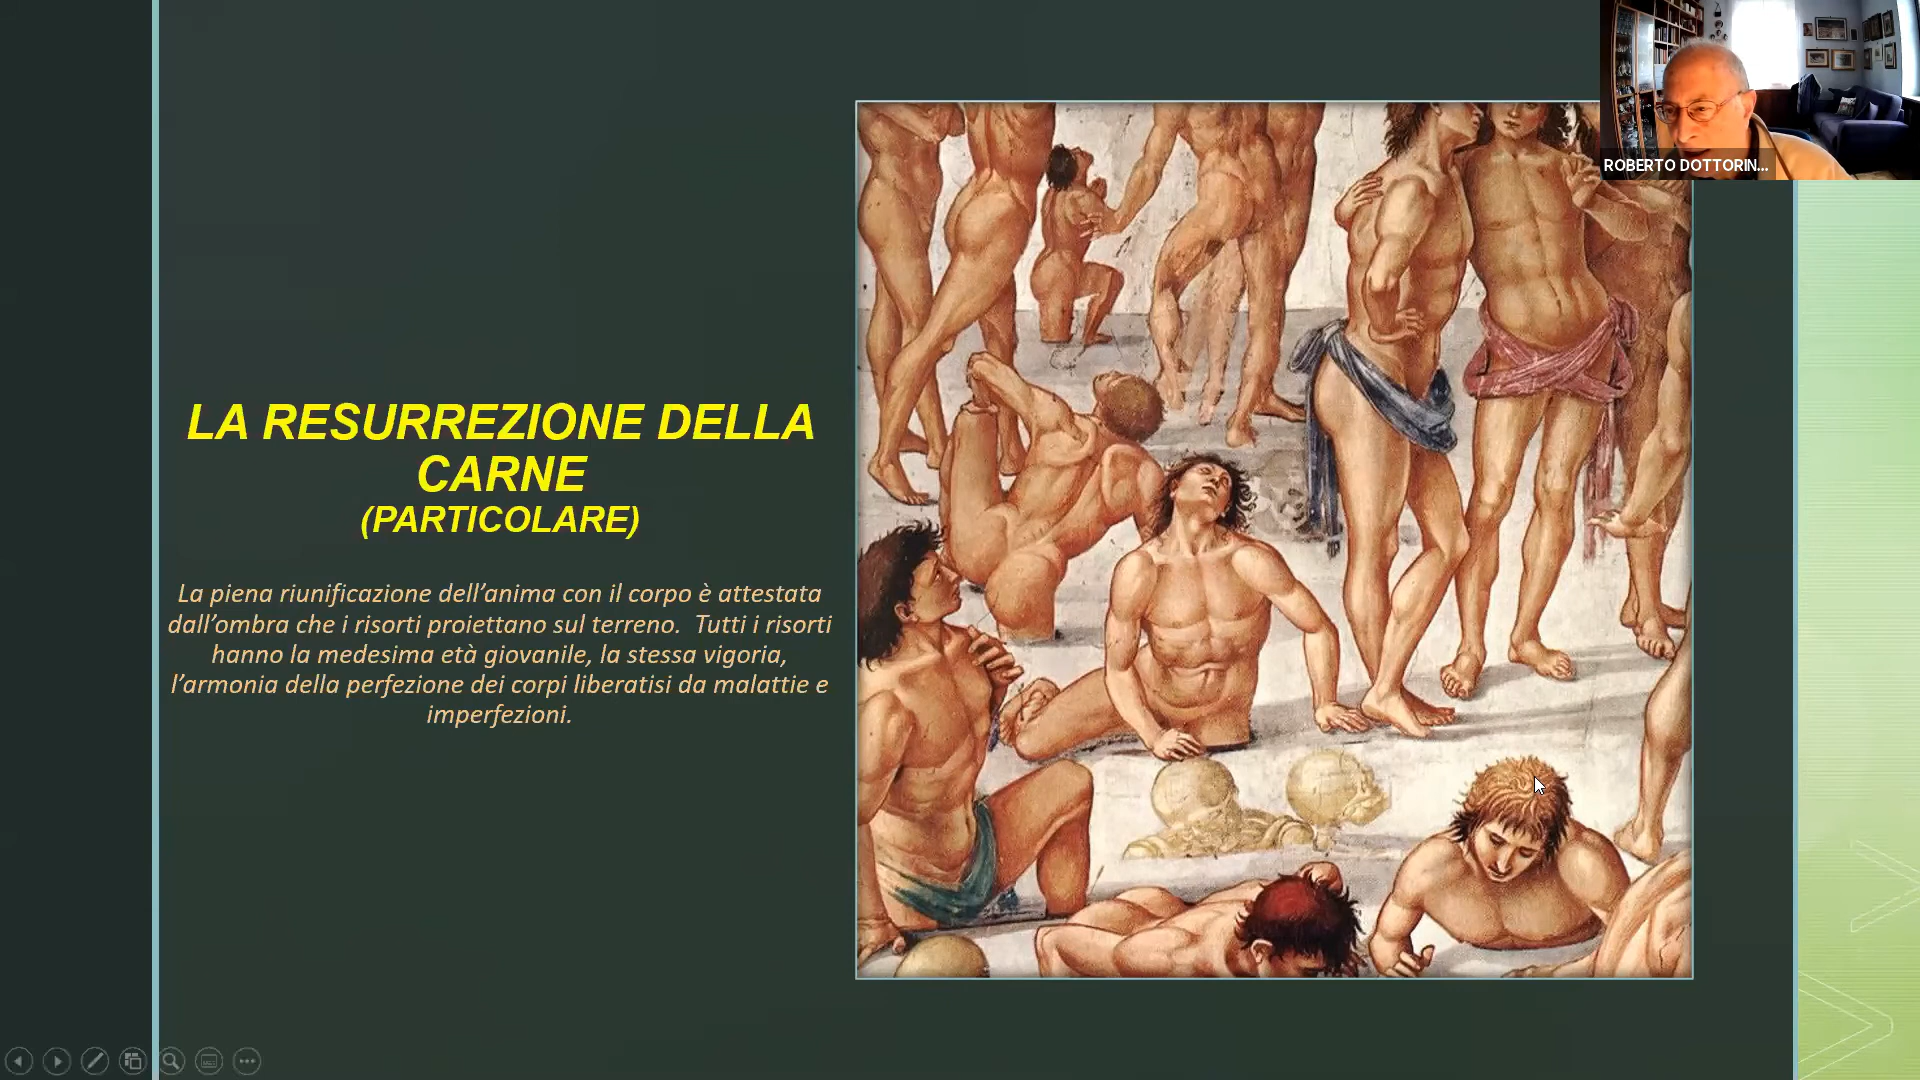 ROBERTO DOTTORIN...
LA RESURREZIONE DELLA
CARNE
(PARTICOLARE)
La piena riunificazione dell’anima con il corpo è attestata
dall’ombra che i risorti proiettano sul terreno. Tutti i risorti
hanno la medesima età giovanile, la stessa vigoria,
l’armonia della perfezione dei corpi liberatisi da malattie e
imperfezioni.